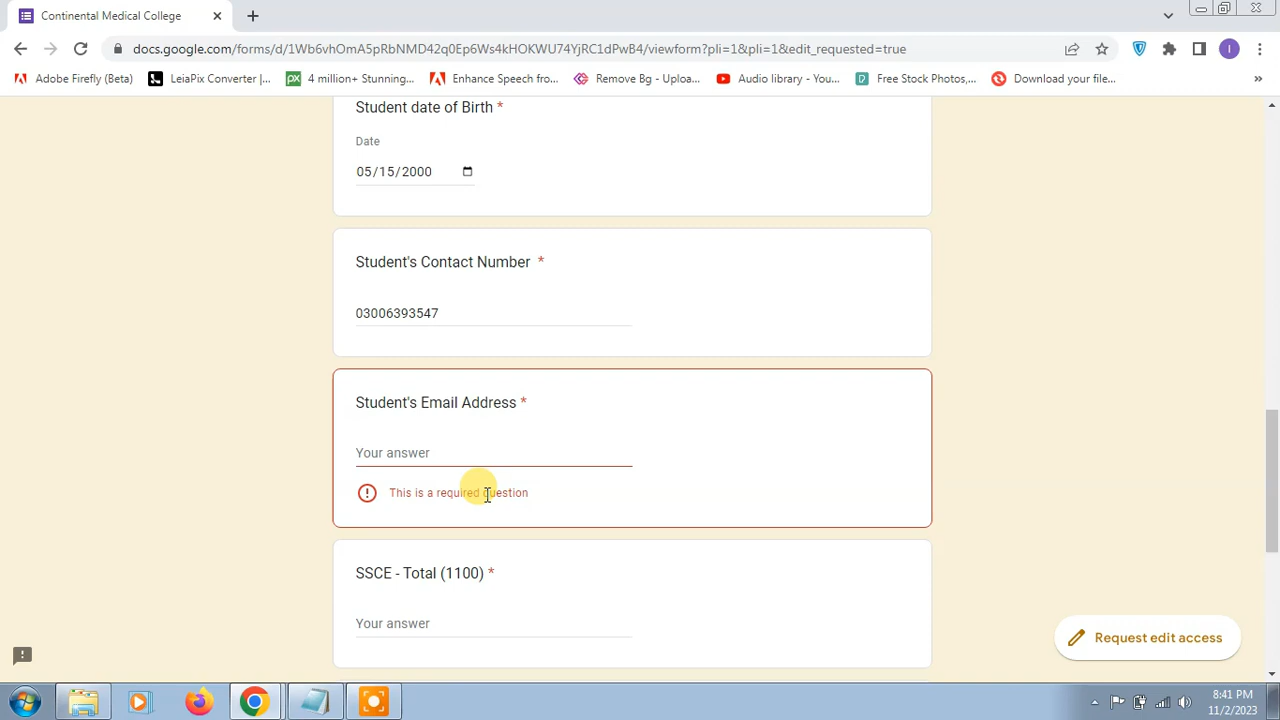 Continental Medical College
docs.google.com/forms/d/1Wb6vhOmA5pRbNMD42q0Ep6Ws4kHOKWU74YjRC1dPwB4/viewform?pli=1&pli=1&edit_requested=true
I
Adobe Firefly (Beta)
LeiaPix Converter |...
4 million+ Stunning...
Enhance Speech fro...
Remove Bg - Uploa...
Audio library - You...
Free Stock Photos,...
Download your file...
Student date of Birth *
Date
05/15/2000
Student's Contact Number *
03006393547
Student's Email Address *
Your answer
This is a required question
SSCE - Total (1100) *
Your answer
Request edit access
8:41 PM
11/2/2023